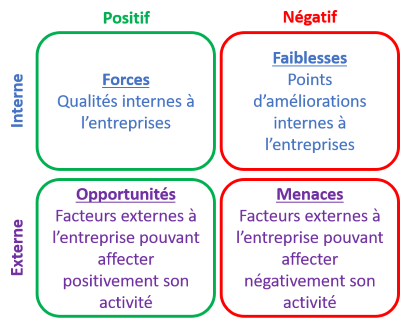 Positif
Négatif
Interne
Forces
Qualités internes à
l'entreprises
Faiblesses
Points
d'améliorations
internes à
l'entreprises
Externe
Opportunités
Facteurs externes à
l'entreprise pouvant
affecter
positivement son
activité
Menaces
Facteurs externes à
l'entreprise pouvant
affecter
négativement son
activité